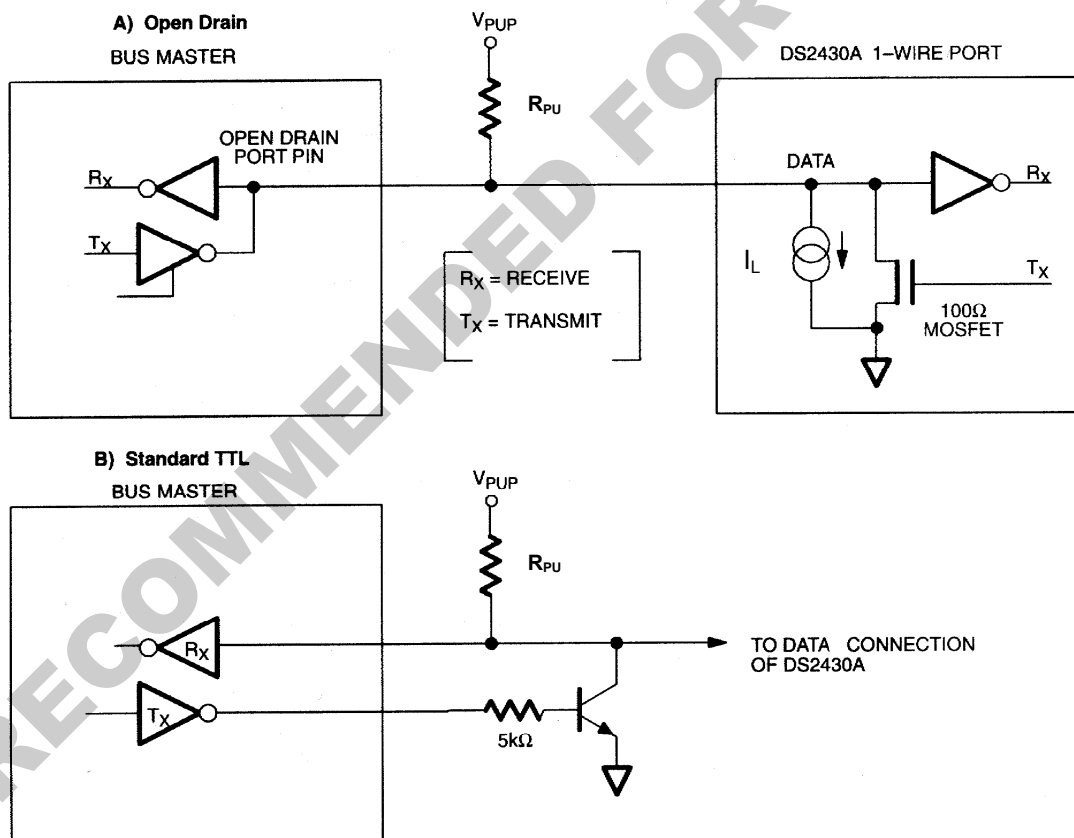 A) Open Drain
BUS MASTER
VPUP
DS2430A 1–WIRE PORT
RPU
OPEN DRAIN
PORT PIN
RX
TX
DATA
RX
IL
TX
100Ω
MOSFET
RX = RECEIVE
TX = TRANSMIT
B) Standard TTL
BUS MASTER
VPUP
RPU
RX
TX
5kΩ
TO DATA CONNECTION
OF DS2430A
RECOMMENDED FOR